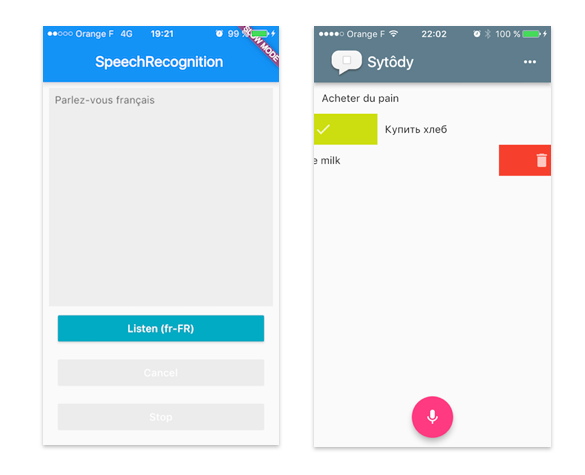 Orange F 4G 19:21 99 %
SLOW MODE
SpeechRecognition
Parlez-vous français
Listen (fr-FR)
Cancel
Stop
Orange F 22:02 100 %
Sytôdy
Acheter du pain
Купить хлеб
e milk